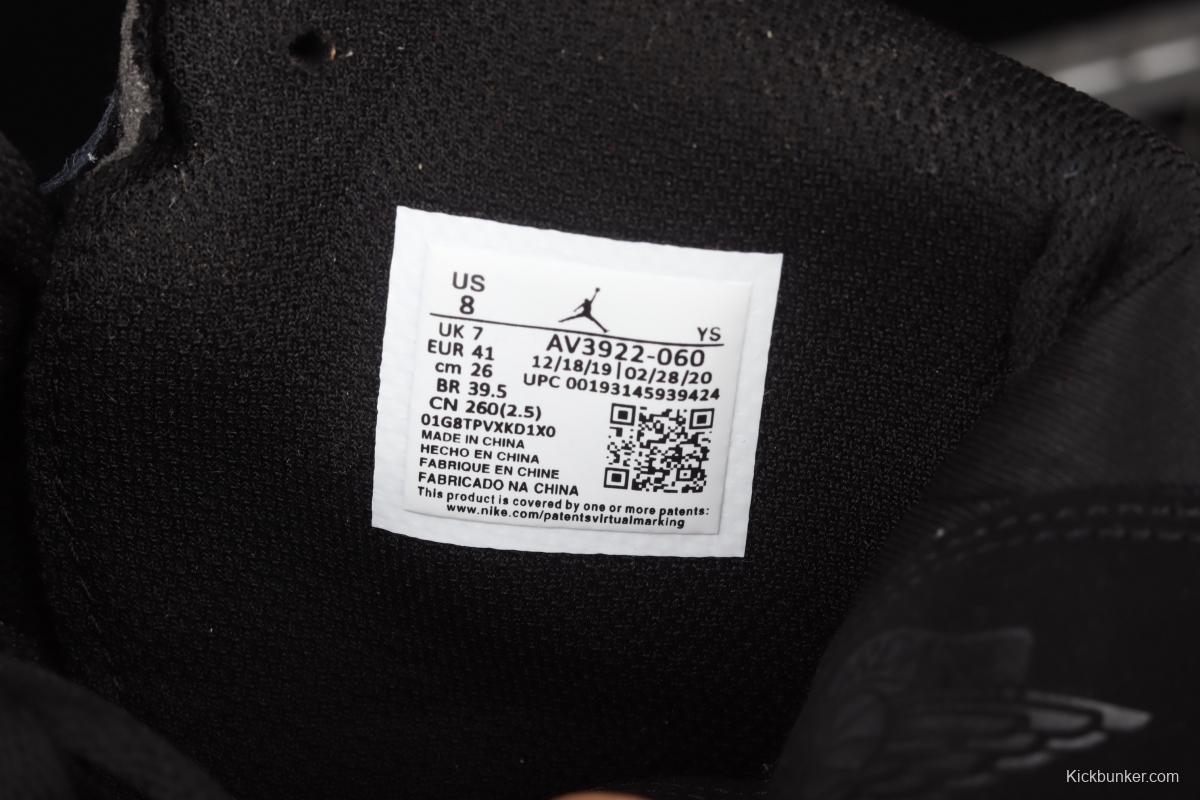 US
8
YS
UK 7
EUR 41
cm 26
BR 39.5
CN 260(2.5)
AV3922-060
12/18/19|02/28/20
UPC 00193145939424
01G8TPVXKD1X0
MADE IN CHINA
HECHO EN CHINA
FABRIQUE EN CHINE
FABRICADO NA CHINA
This product is covered by one or more patents:
www.nike.com/patentsvirtualmarking
Kickbunker.com